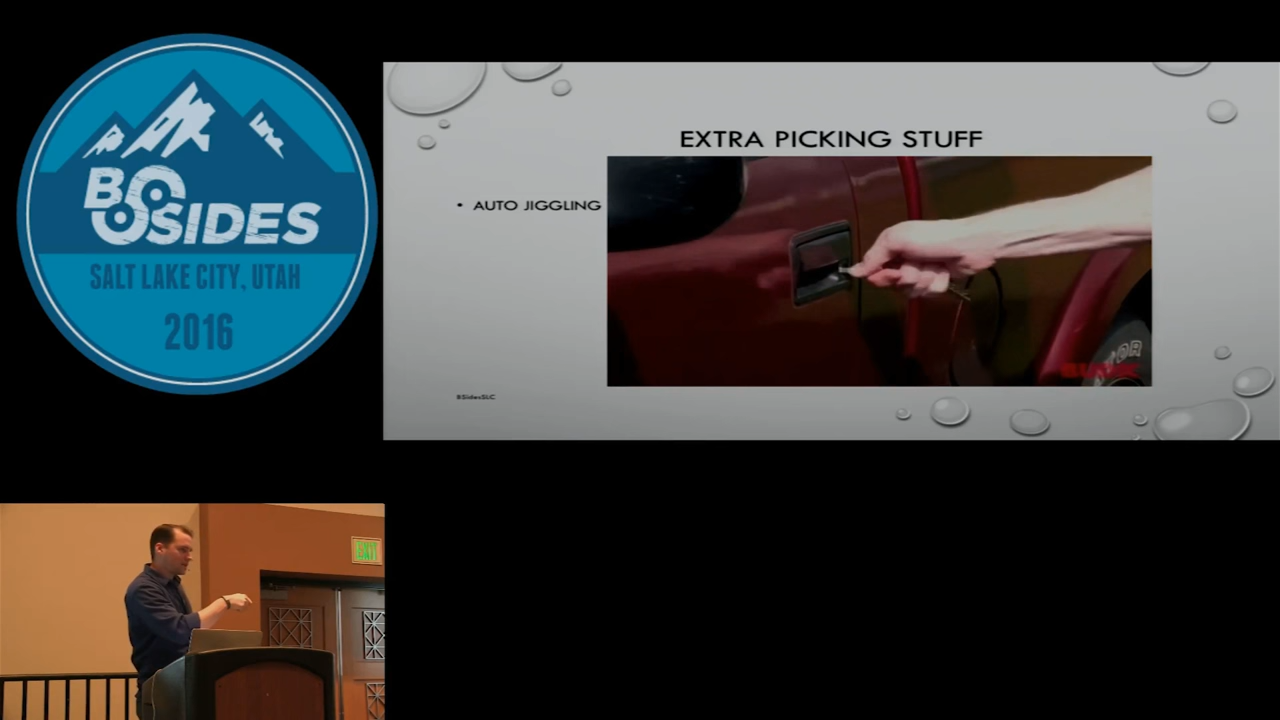 BSIDES
SALT LAKE CITY, UTAH
2016
EXTRA PICKING STUFF
• AUTO JIGGLING
BSidesSLC
EXIT